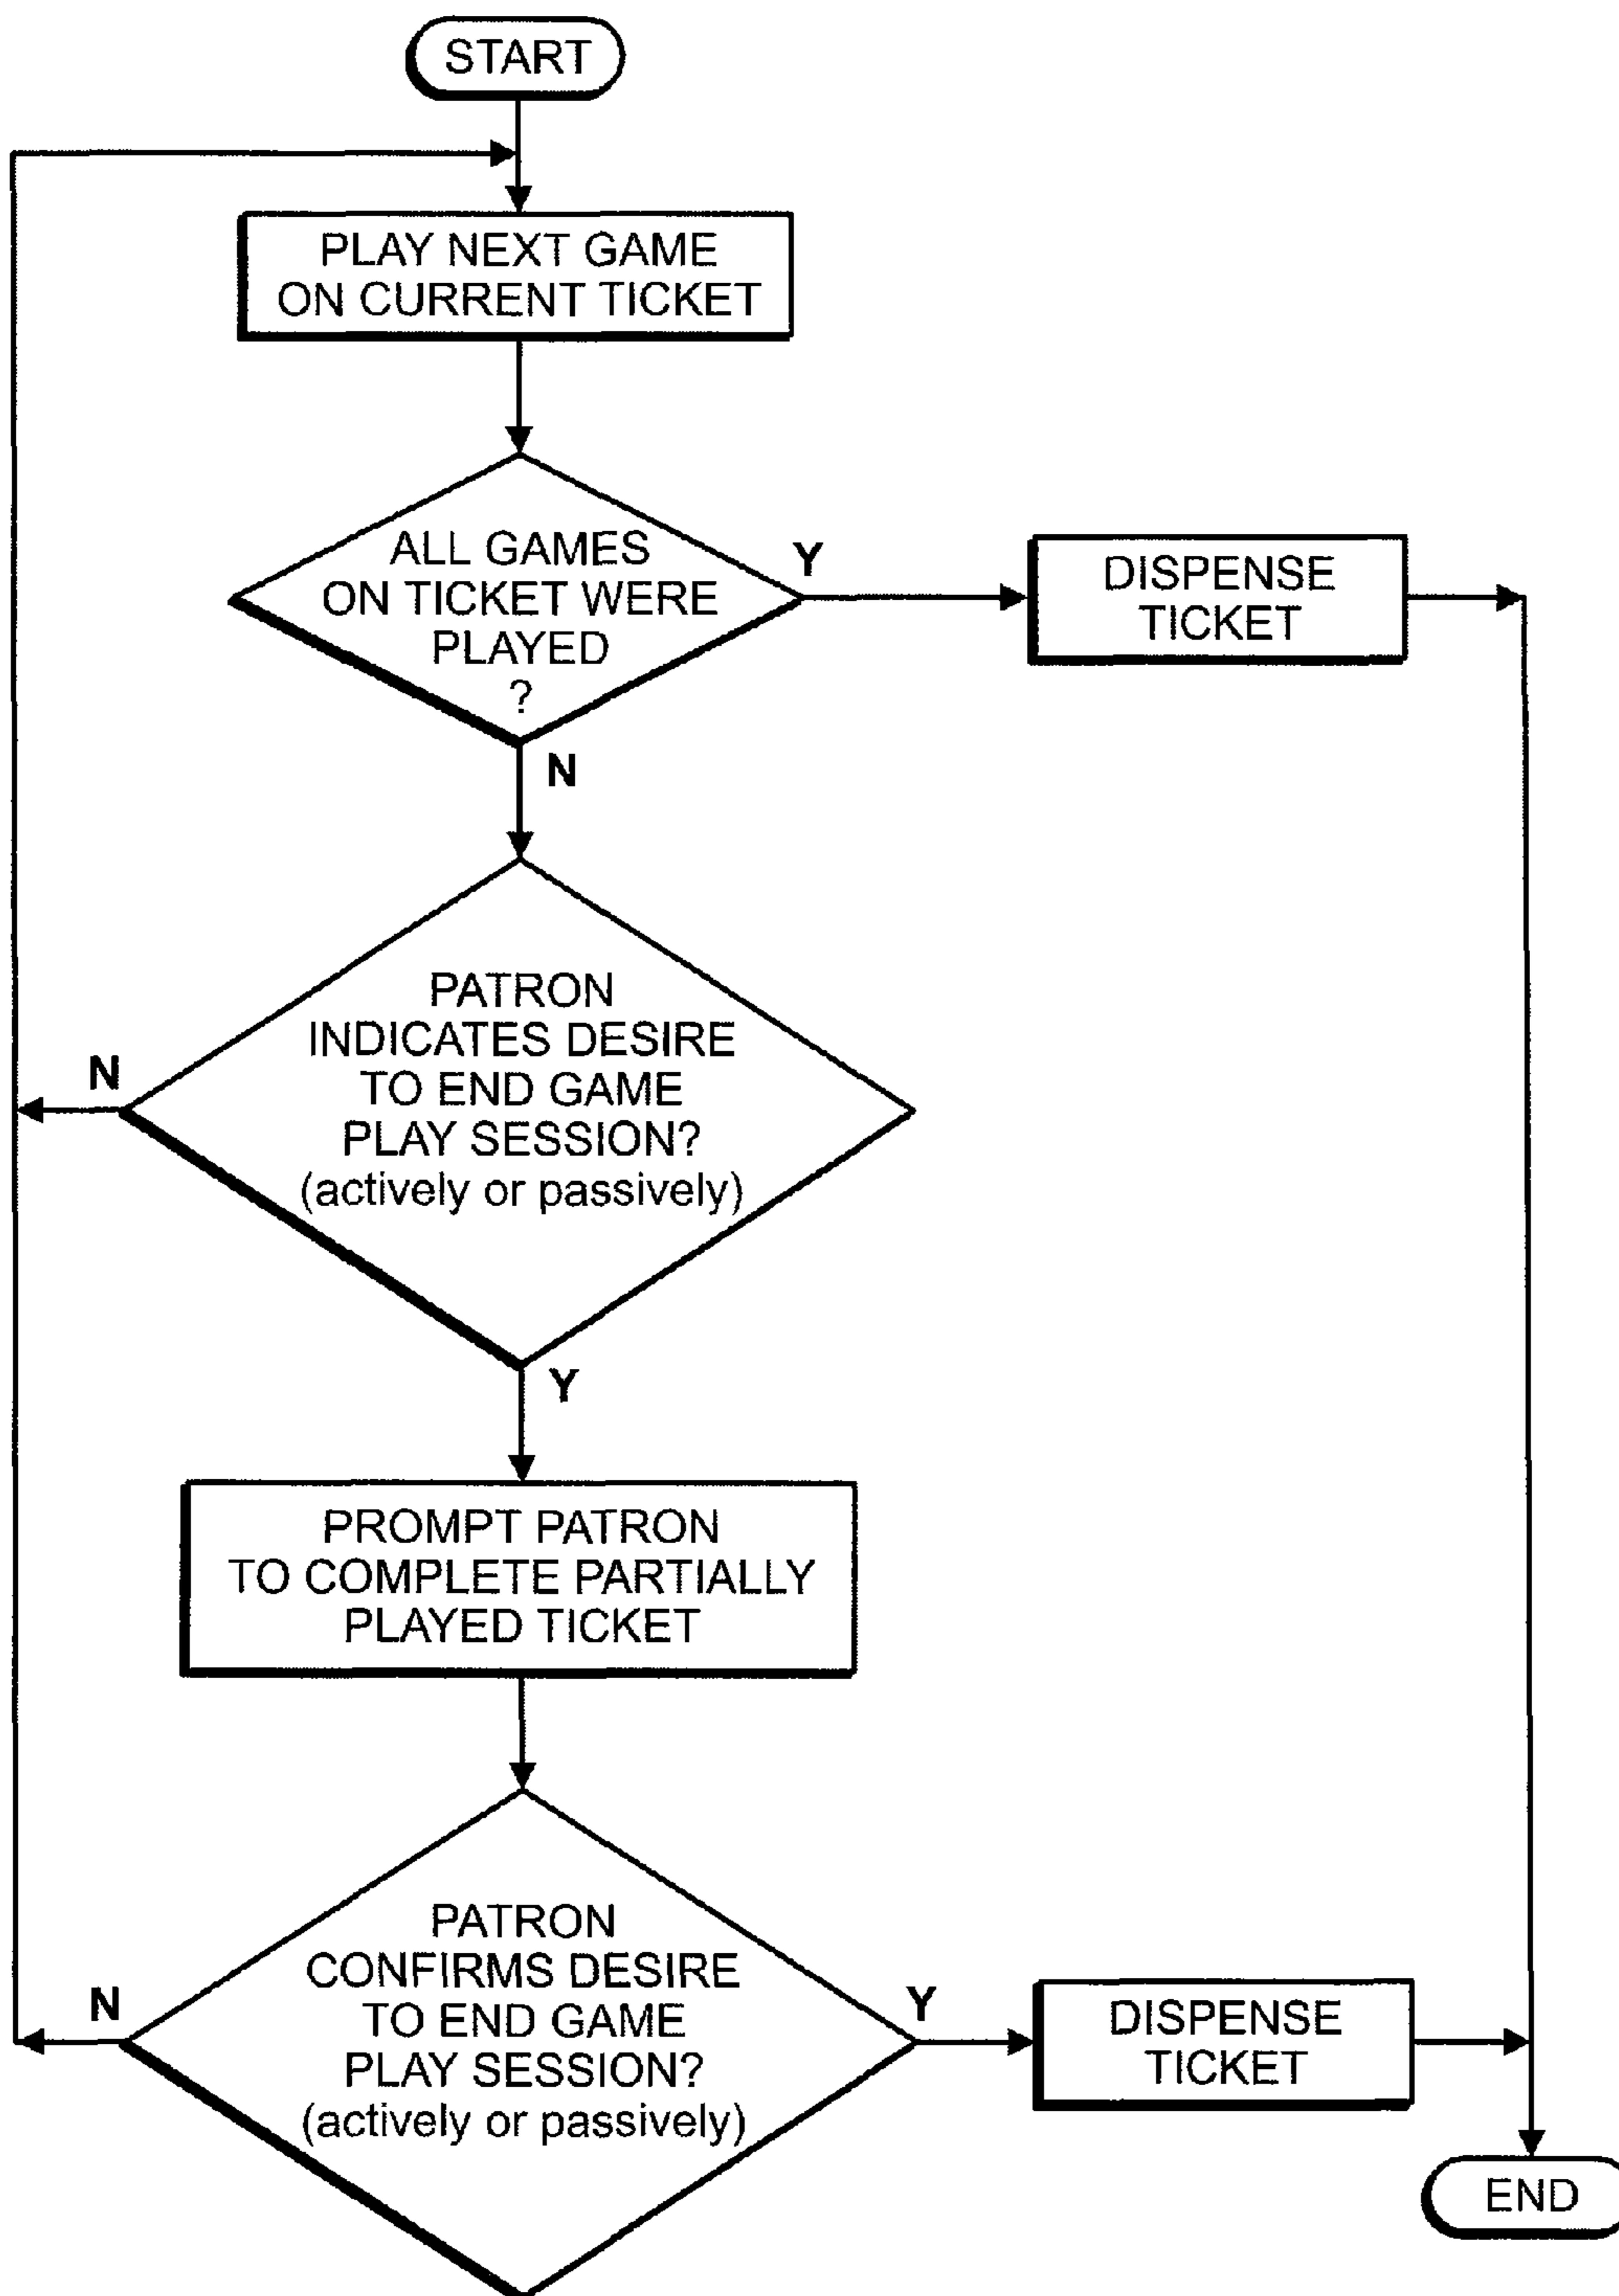 START
PLAY NEXT GAME
ON CURRENT TICKET
ALL GAMES
ON TICKET WERE
PLAYED
?
Y
DISPENSE
TICKET
N
PATRON
INDICATES DESIRE
TO END GAME
PLAY SESSION?
(actively or passively)
N
Y
PROMPT PATRON
TO COMPLETE PARTIALLY
PLAYED TICKET
PATRON
CONFIRMS DESIRE
TO END GAME
PLAY SESSION?
(actively or passively)
N
Y
DISPENSE
TICKET
END